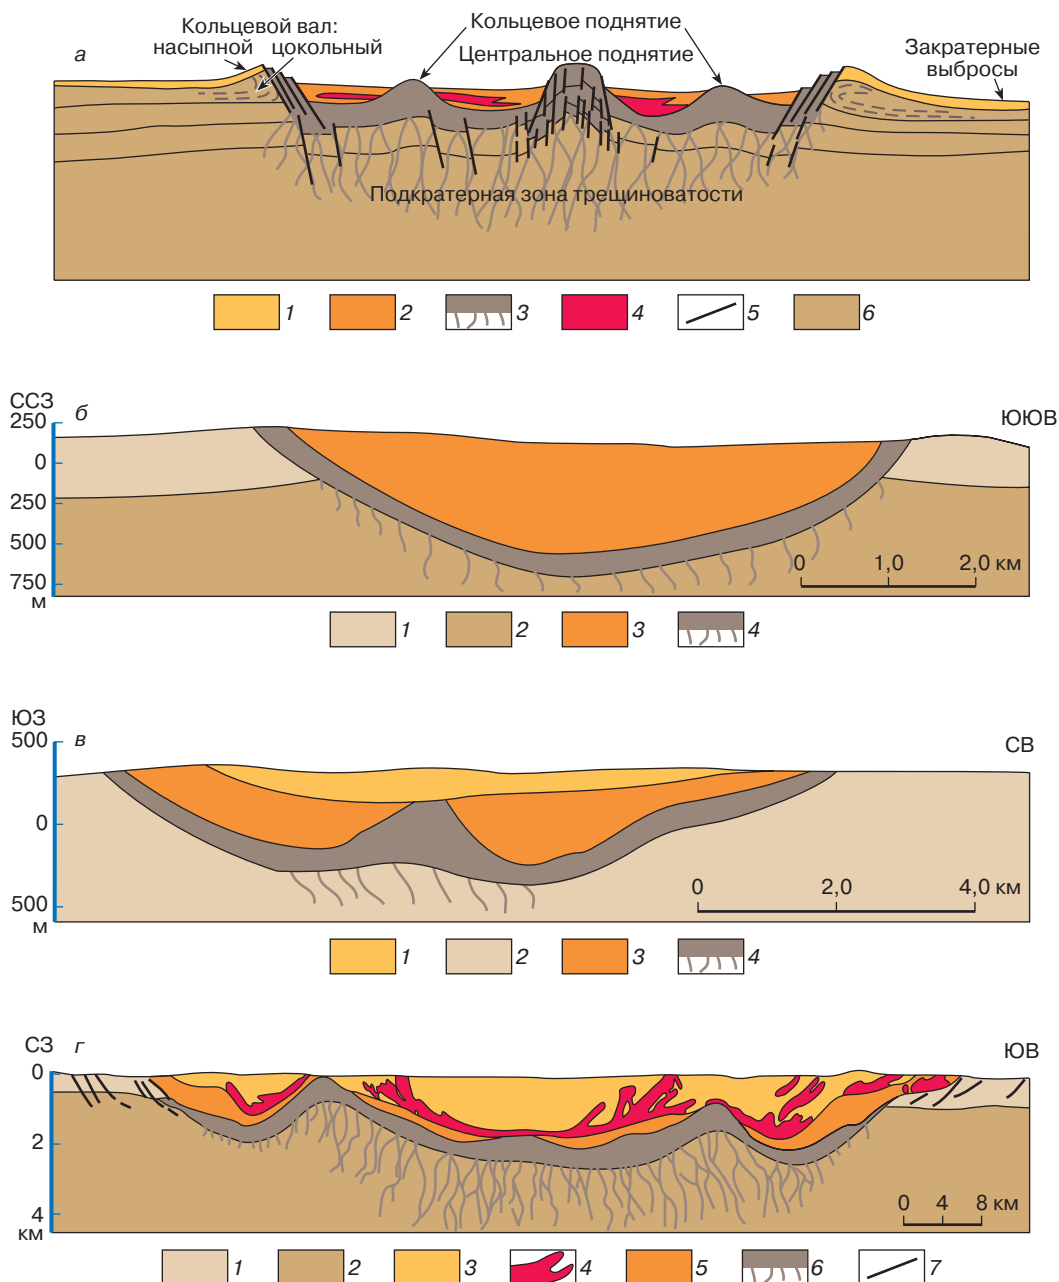 а
Кольцевой вал:
насыпной цокольный
Кольцевое поднятие
Центральное поднятие
Закратерные
выбросы
Подкратерная зона трещиноватости
1 2 3 4 5 6
ССЗ б ЮЮВ
250
0
250
500
750
м
0 1,0 2,0 км
1 2 3 4
ЮЗ в СВ
500
0
500
м
0 2,0 4,0 км
1 2 3 4
СЗ г ЮВ
0
2
4
км
0 4 8
км
1 2 3 4 5 6 7